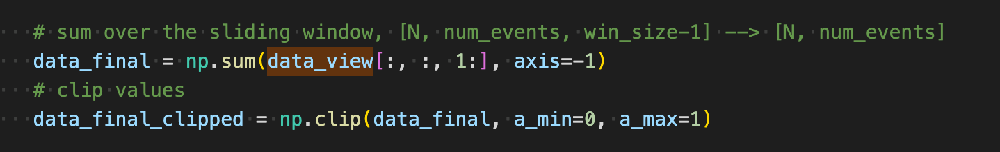 # sum over the sliding window, [N, num_events, win_size-1] --> [N, num_events]
data_final = np.sum(data_view[:, :, 1:], axis=-1)
# clip values
data_final_clipped = np.clip(data_final, a_min=0, a_max=1)